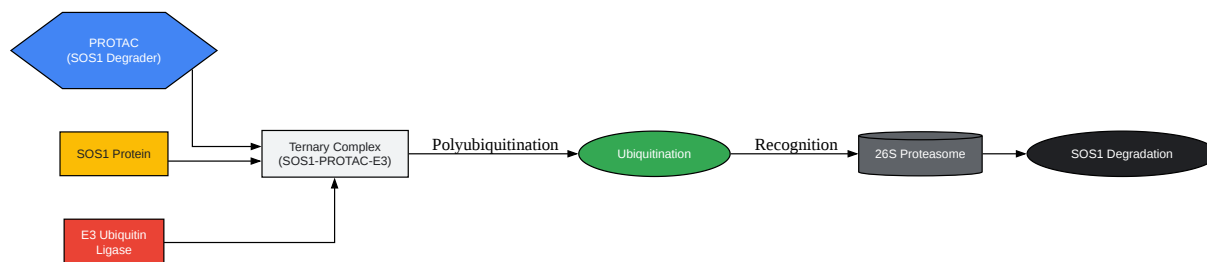 PROTAC
(SOS1 Degrader)
SOS1 Protein
E3 Ubiquitin
Ligase
Ternary Complex
(SOS1-PROTAC-E3)
Polyubiquitination
Ubiquitination
Recognition
26S Proteasome
SOS1 Degradation